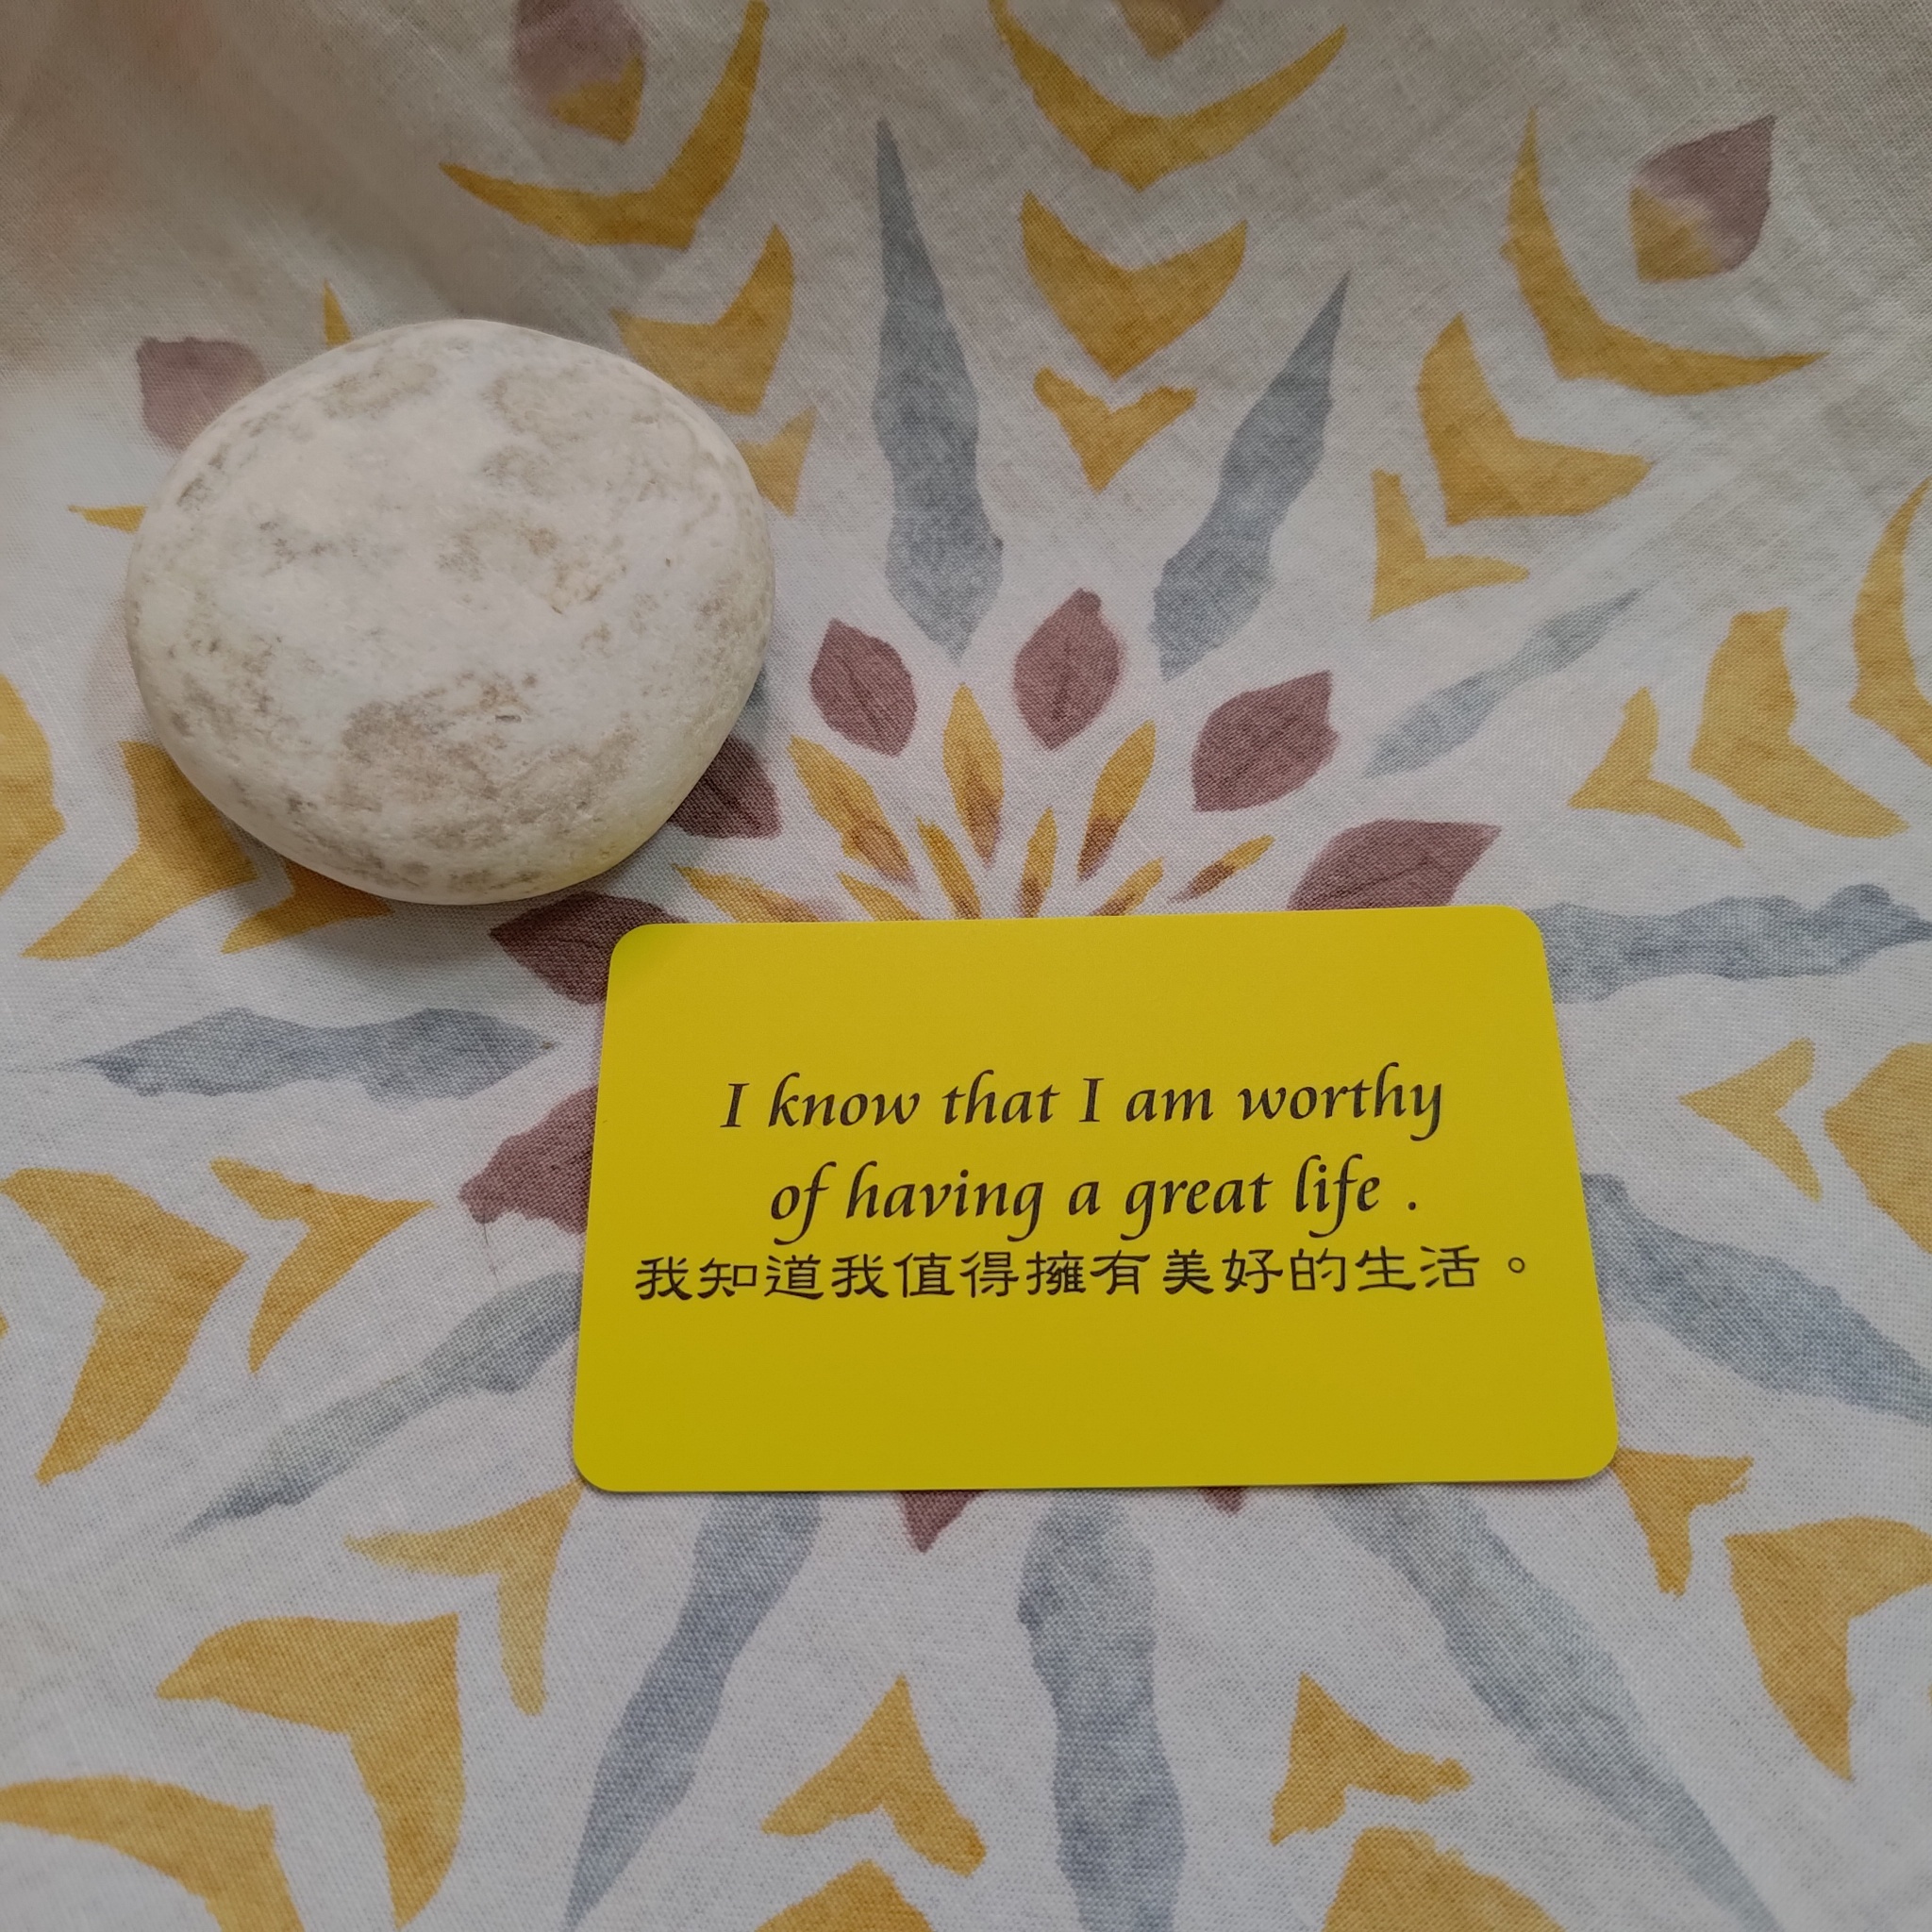 I know that I am worthy
of having a great life .
我知道我值得擁有美好的生活。